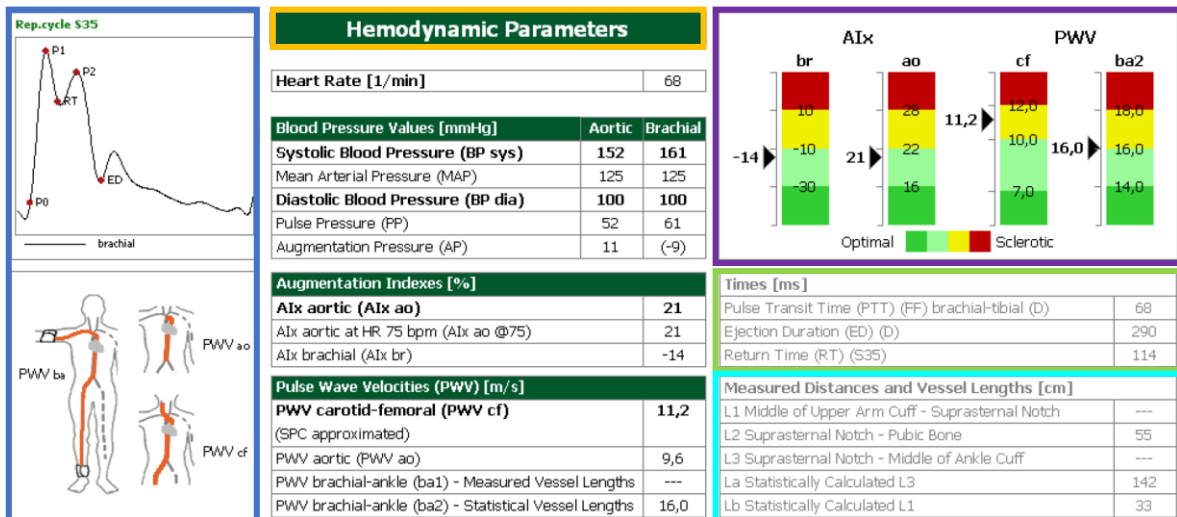 Rep.cycle S35
P1
P2
RT
ED
P0
brachial
PWV ba
PWV ao
PWV cf
Hemodynamic Parameters
Heart Rate [1/min] 68
Blood Pressure Values [mmHg] Aortic Brachial
Systolic Blood Pressure (BP sys) 152 161
Mean Arterial Pressure (MAP) 125 125
Diastolic Blood Pressure (BP dia) 100 100
Pulse Pressure (PP) 52 61
Augmentation Pressure (AP) 11 (-9)
Augmentation Indexes [%]
AIx aortic (AIx ao) 21
AIx aortic at HR 75 bpm (AIx ao @75) 21
AIx brachial (AIx br) -14
Pulse Wave Velocities (PWV) [m/s]
PWV carotid-femoral (PWV cf) 11,2
(SPC approximated)
PWV aortic (PWV ao) 9,6
PWV brachial-ankle (ba1) - Measured Vessel Lengths ---
PWV brachial-ankle (ba2) - Statistical Vessel Lengths 16,0
AIx PWV
br ao cf ba2
10 28 12,0 18,0
11,2
-10 22 10,0 16,0
-14 21 16,0
-30 16 7,0 14,0
Optimal Sclerotic
Times [ms]
Pulse Transit Time (PTT) (FF) brachial-tibial (D) 68
Ejection Duration (ED) (D) 290
Return Time (RT) (S35) 114
Measured Distances and Vessel Lengths [cm]
L1 Middle of Upper Arm Cuff - Suprasternal Notch ---
L2 Suprasternal Notch - Pubic Bone 55
L3 Suprasternal Notch - Middle of Ankle Cuff ---
La Statistically Calculated L3 142
Lb Statistically Calculated L1 33